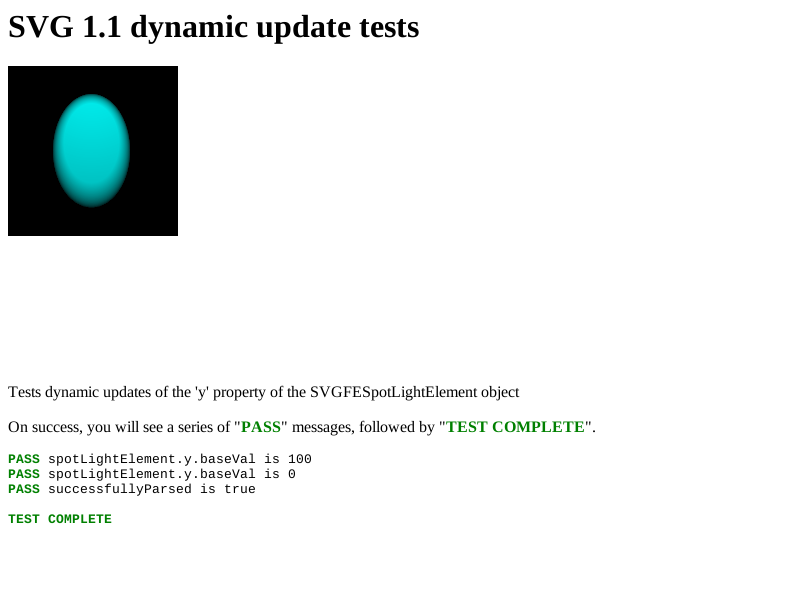 SVG 1.1 dynamic update tests
Tests dynamic updates of the 'y' property of the SVGFESpotLightElement object
On success, you will see a series of "PASS" messages, followed by "TEST COMPLETE".
PASS spotLightElement.y.baseVal is 100
PASS spotLightElement.y.baseVal is 0
PASS successfullyParsed is true
TEST COMPLETE